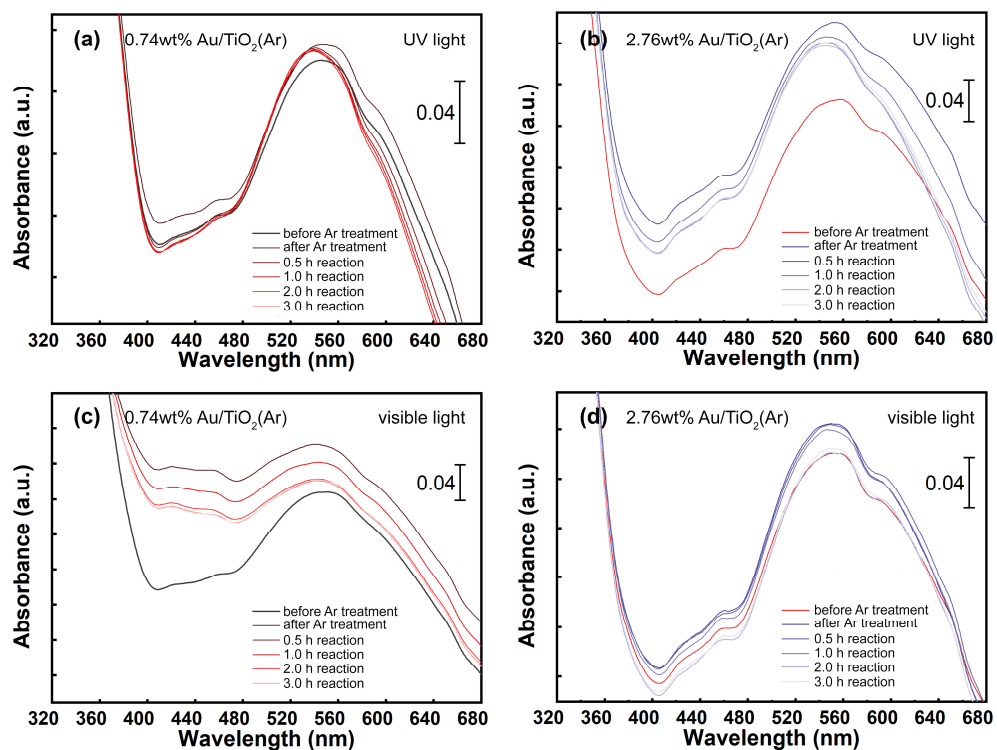 (a) 0.74wt% Au/TiO₂(Ar) UV light
0.04
Absorbance (a.u.)
before Ar treatment
after Ar treatment
0.5 h reaction
1.0 h reaction
2.0 h reaction
3.0 h reaction
320 360 400 440 480 520 560 600 640 680
Wavelength (nm)
(b) 2.76wt% Au/TiO₂(Ar) UV light
0.04
Absorbance (a.u.)
before Ar treatment
after Ar treatment
0.5 h reaction
1.0 h reaction
2.0 h reaction
3.0 h reaction
320 360 400 440 480 520 560 600 640 680
Wavelength (nm)
(c) 0.74wt% Au/TiO₂(Ar) visible light
0.04
Absorbance (a.u.)
before Ar treatment
after Ar treatment
0.5 h reaction
1.0 h reaction
2.0 h reaction
3.0 h reaction
320 360 400 440 480 520 560 600 640 680
Wavelength (nm)
(d) 2.76wt% Au/TiO₂(Ar) visible light
0.04
Absorbance (a.u.)
before Ar treatment
after Ar treatment
0.5 h reaction
1.0 h reaction
2.0 h reaction
3.0 h reaction
320 360 400 440 480 520 560 600 640 680
Wavelength (nm)